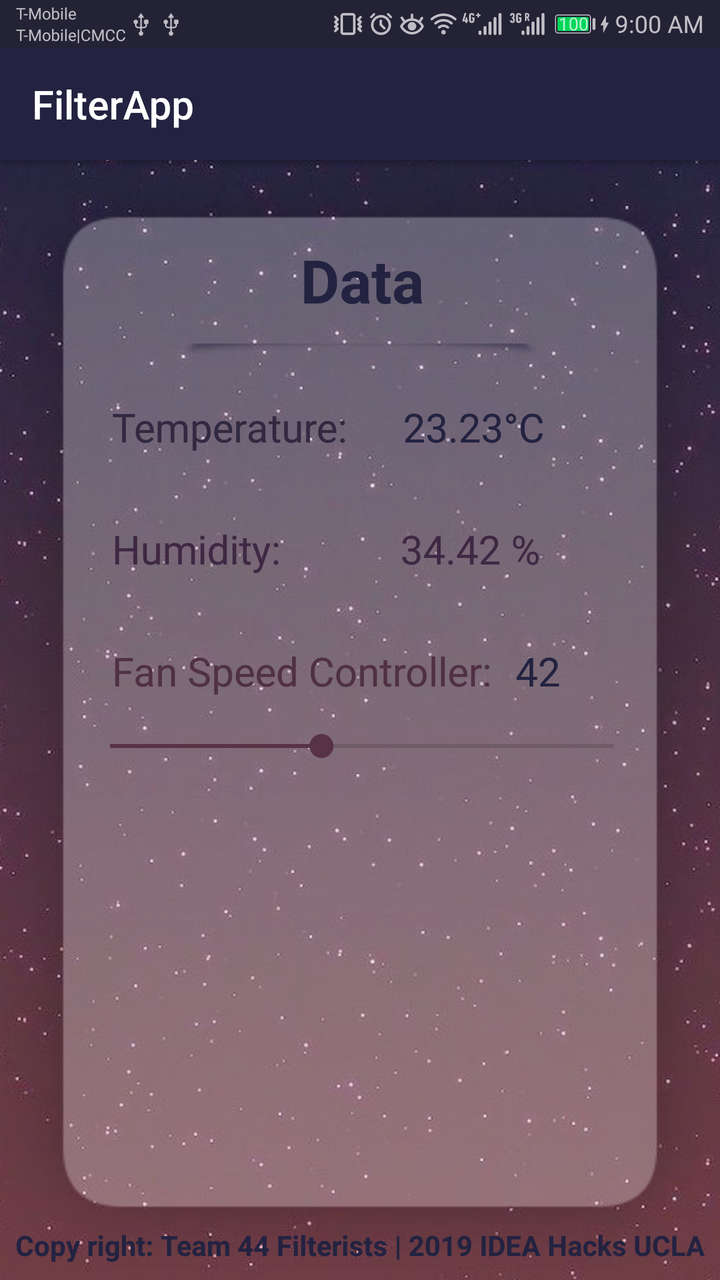 T-Mobile
T-Mobile|CMCC
4G+ 3G R 100 9:00 AM
FilterApp
Data
Temperature: 23.23°C
Humidity: 34.42 %
Fan Speed Controller: 42
Copy right: Team 44 Filterists | 2019 IDEA Hacks UCLA